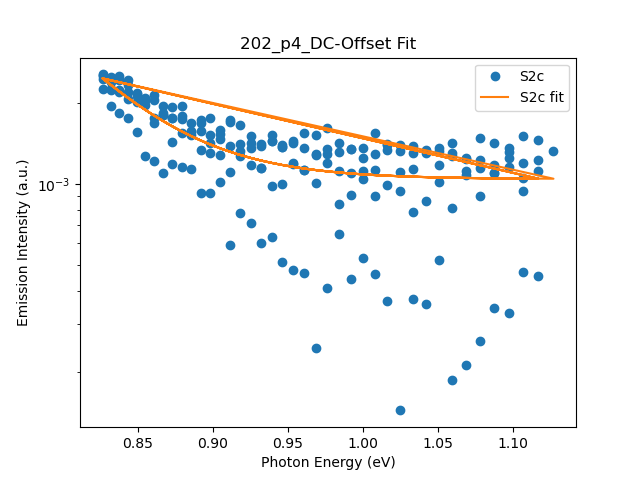 202_p4_DC-Offset Fit
S2c
S2c fit
Emission Intensity (a.u.)
10⁻³
0.85 0.90 0.95 1.00 1.05 1.10
Photon Energy (eV)